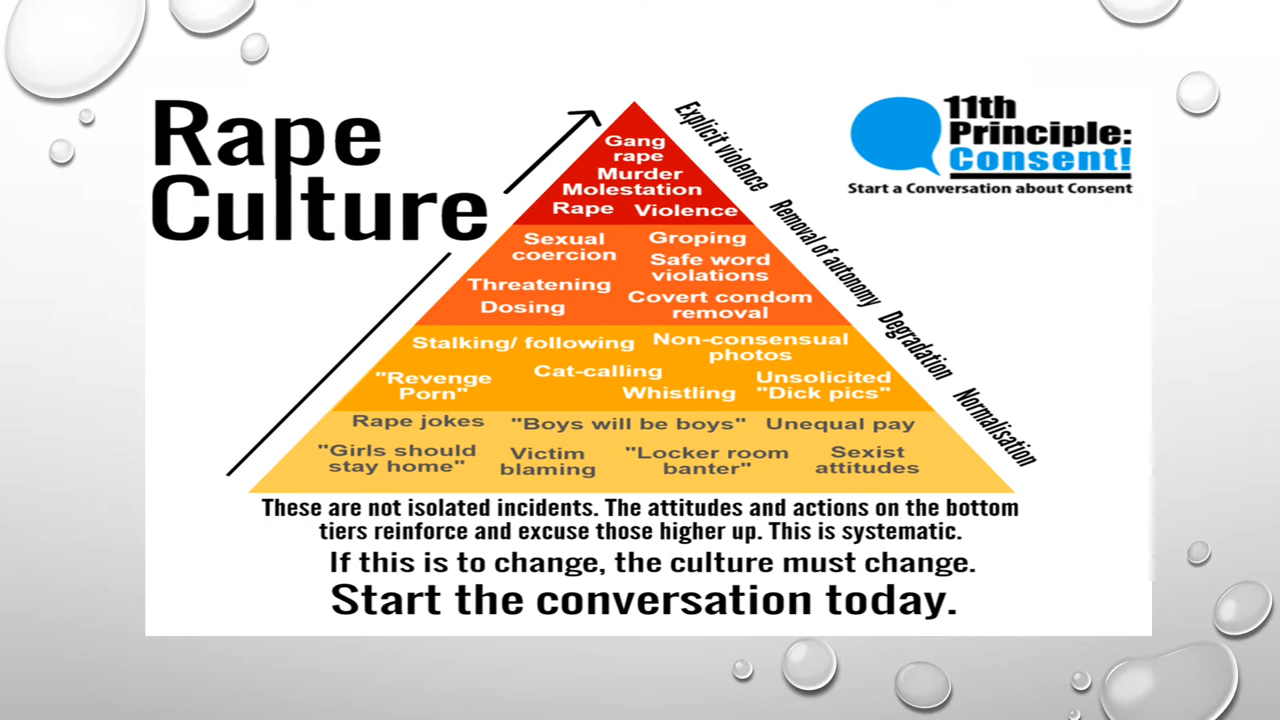 Rape
Culture
11th
Principle:
Consent!
Start a Conversation about Consent
Gang
rape
Murder
Molestation
Rape Violence
Explicit violence
Sexual
coercion
Groping
Safe word
violations
Threatening
Dosing
Covert condom
removal
Removal of autonomy
Stalking/ following
Non-consensual
photos
"Revenge
Porn"
Cat-calling
Whistling
Unsolicited
"Dick pics"
Degradation
Rape jokes
"Boys will be boys"
Unequal pay
"Girls should
stay home"
Victim
blaming
"Locker room
banter"
Sexist
attitudes
Normalisation
These are not isolated incidents. The attitudes and actions on the bottom
tiers reinforce and excuse those higher up. This is systematic.
If this is to change, the culture must change.
Start the conversation today.